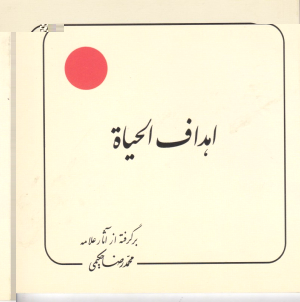 اهداف الحیاة
برگرفته از آثار علامه
محمدرضا حکیمی